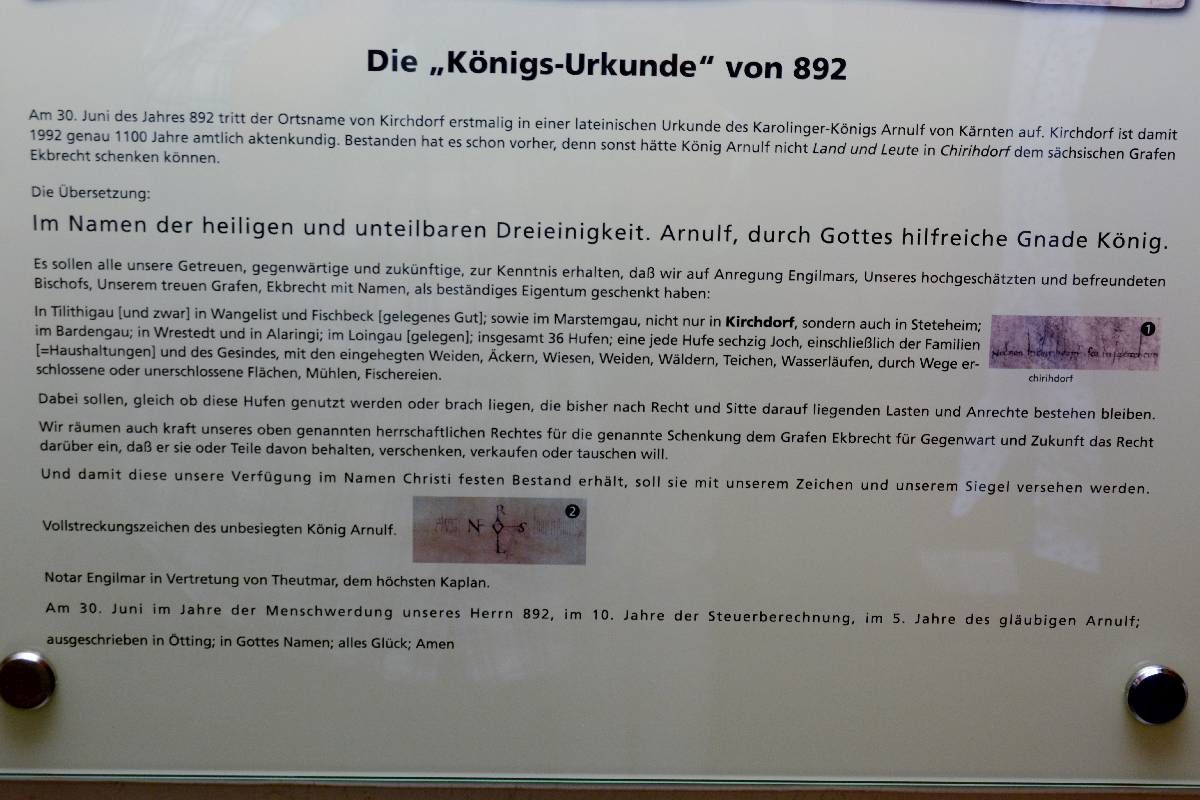 Die „Königs-Urkunde“ von 892
Am 30. Juni des Jahres 892 tritt der Ortsname von Kirchdorf erstmalig in einer lateinischen Urkunde des Karolinger-Königs Arnulf von Kärnten auf. Kirchdorf ist damit
1992 genau 1100 Jahre amtlich aktenkundig. Bestanden hat es schon vorher, denn sonst hätte König Arnulf nicht Land und Leute in Chirihdorf dem sächsischen Grafen
Ekbrecht schenken können.
Die Übersetzung:
Im Namen der heiligen und unteilbaren Dreieinigkeit. Arnulf, durch Gottes hilfreiche Gnade König.
Es sollen alle unsere Getreuen, gegenwärtige und zukünftige, zur Kenntnis erhalten, daß wir auf Anregung Engilmars, Unseres hochgeschätzten und befreundeten
Bischofs, Unserem treuen Grafen, Ekbrecht mit Namen, als beständiges Eigentum geschenkt haben:
In Tilithigau [und zwar] in Wangelist und Fischbeck [gelegenes Gut]; sowie im Marstemgau, nicht nur in Kirchdorf, sondern auch in Steteheim;
im Bardengau; in Wrestedt und in Alaringi; im Loingau [gelegen]; insgesamt 36 Hufen; eine jede Hufe sechzig Joch, einschließlich der Familien
[=Haushaltungen] und des Gesindes, mit den eingehegten Weiden, Äckern, Wiesen, Weiden, Wäldern, Teichen, Wasserläufen, durch Wege er-
schlossene oder unerschlossene Flächen, Mühlen, Fischereien.
1
chirihdorf
Dabei sollen, gleich ob diese Hufen genutzt werden oder brach liegen, die bisher nach Recht und Sitte darauf liegenden Lasten und Anrechte bestehen bleiben.
Wir räumen auch kraft unseres oben genannten herrschaftlichen Rechtes für die genannte Schenkung dem Grafen Ekbrecht für Gegenwart und Zukunft das Recht
darüber ein, daß er sie oder Teile davon behalten, verschenken, verkaufen oder tauschen will.
Und damit diese unsere Verfügung im Namen Christi festen Bestand erhält, soll sie mit unserem Zeichen und unserem Siegel versehen werden.
Vollstreckungszeichen des unbesiegten König Arnulf.
2
R
N S
L
Notar Engilmar in Vertretung von Theutmar, dem höchsten Kaplan.
Am 30. Juni im Jahre der Menschwerdung unseres Herrn 892, im 10. Jahre der Steuerberechnung, im 5. Jahre des gläubigen Arnulf;
ausgeschrieben in Ötting; in Gottes Namen; alles Glück; Amen